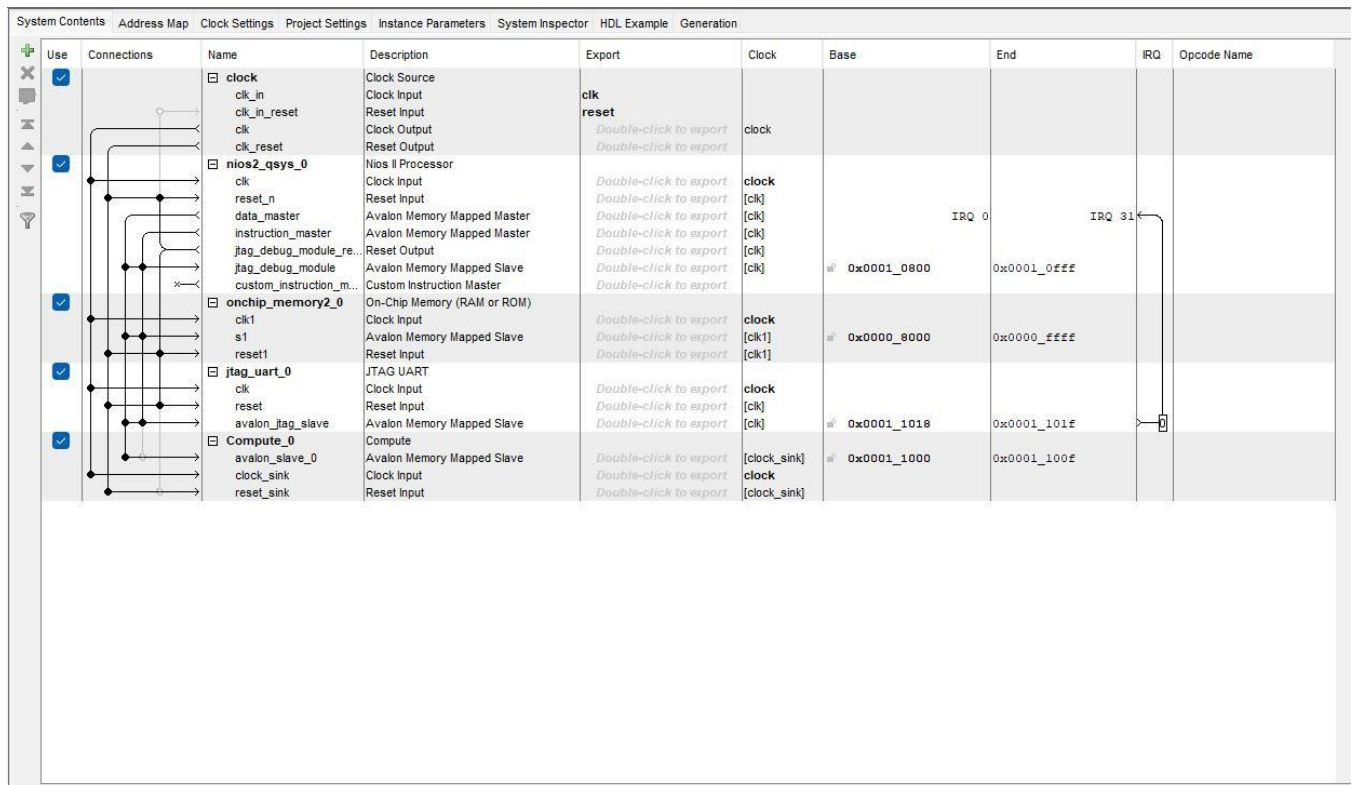 System Contents Address Map Clock Settings Project Settings Instance Parameters System Inspector HDL Example Generation
Use Connections Name Description Export Clock Base End IRQ Opcode Name
clock Clock Source
clk_in Clock Input clk
clk_in_reset Reset Input reset
clk Clock Output Double-click to export clock
clk_reset Reset Output Double-click to export
nios2_qsys_0 Nios II Processor
clk Clock Input Double-click to export clock
reset_n Reset Input Double-click to export [clk]
data_master Avalon Memory Mapped Master Double-click to export [clk] IRQ 0 IRQ 31
instruction_master Avalon Memory Mapped Master Double-click to export [clk]
jtag_debug_module_re... Reset Output Double-click to export [clk]
jtag_debug_module Avalon Memory Mapped Slave Double-click to export [clk] 0x0001_0800 0x0001_0fff
custom_instruction_m... Custom Instruction Master Double-click to export
onchip_memory2_0 On-Chip Memory (RAM or ROM)
clk1 Clock Input Double-click to export clock
s1 Avalon Memory Mapped Slave Double-click to export [clk1] 0x0000_8000 0x0000_ffff
reset1 Reset Input Double-click to export [clk1]
jtag_uart_0 JTAG UART
clk Clock Input Double-click to export clock
reset Reset Input Double-click to export [clk]
avalon_jtag_slave Avalon Memory Mapped Slave Double-click to export [clk] 0x0001_1018 0x0001_101f 0
Compute_0 Compute
avalon_slave_0 Avalon Memory Mapped Slave Double-click to export [clock_sink] 0x0001_1000 0x0001_100f
clock_sink Clock Input Double-click to export clock
reset_sink Reset Input Double-click to export [clock_sink]